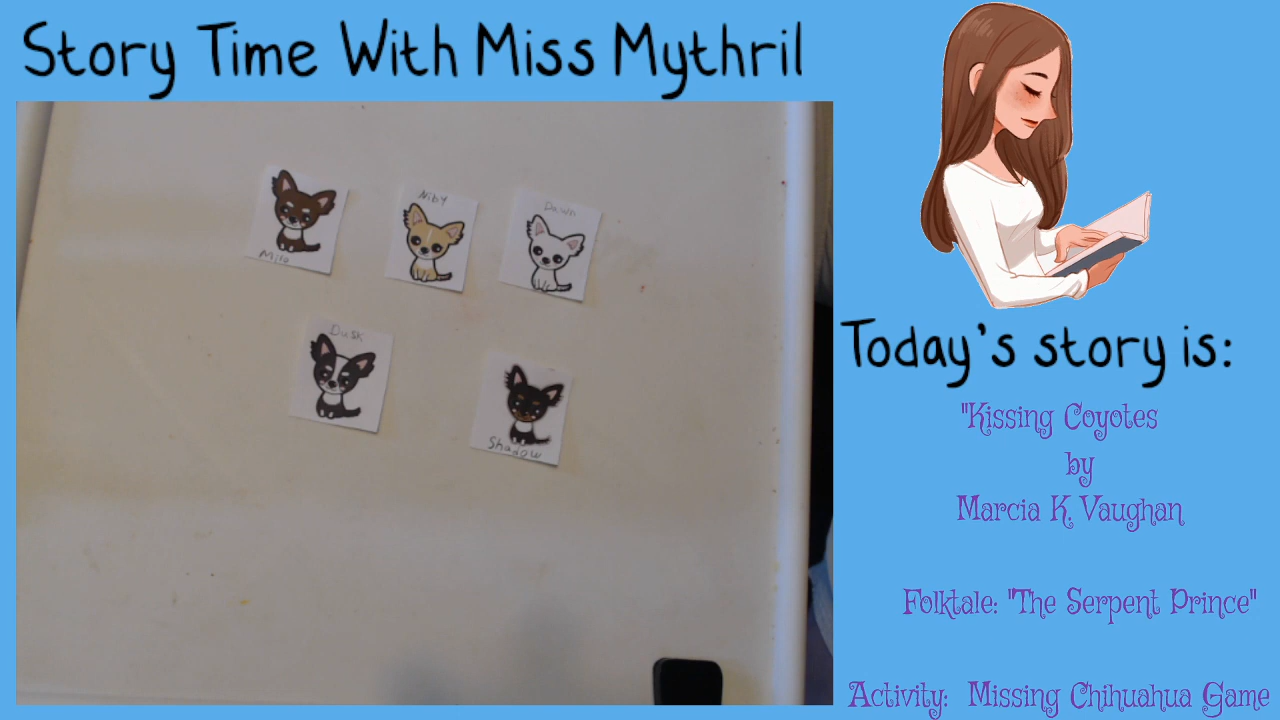 Story Time With Miss Mythril
Milo
Niby
Dawn
Dusk
Shadow
Today's story is:
"Kissing Coyotes
by
Marcia K. Vaughan
Folktale: "The Serpent Prince"
Activity: Missing Chihuahua Game